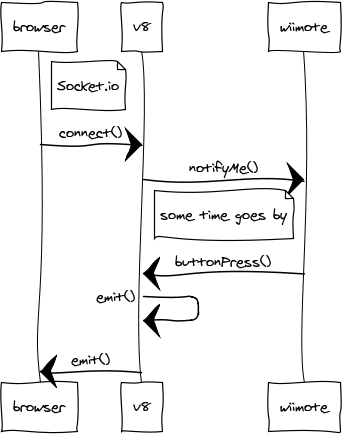 browser v8 wiimote
Socket.io
connect()
notifyMe()
some time goes by
buttonPress()
emit()
emit()
browser v8 wiimote